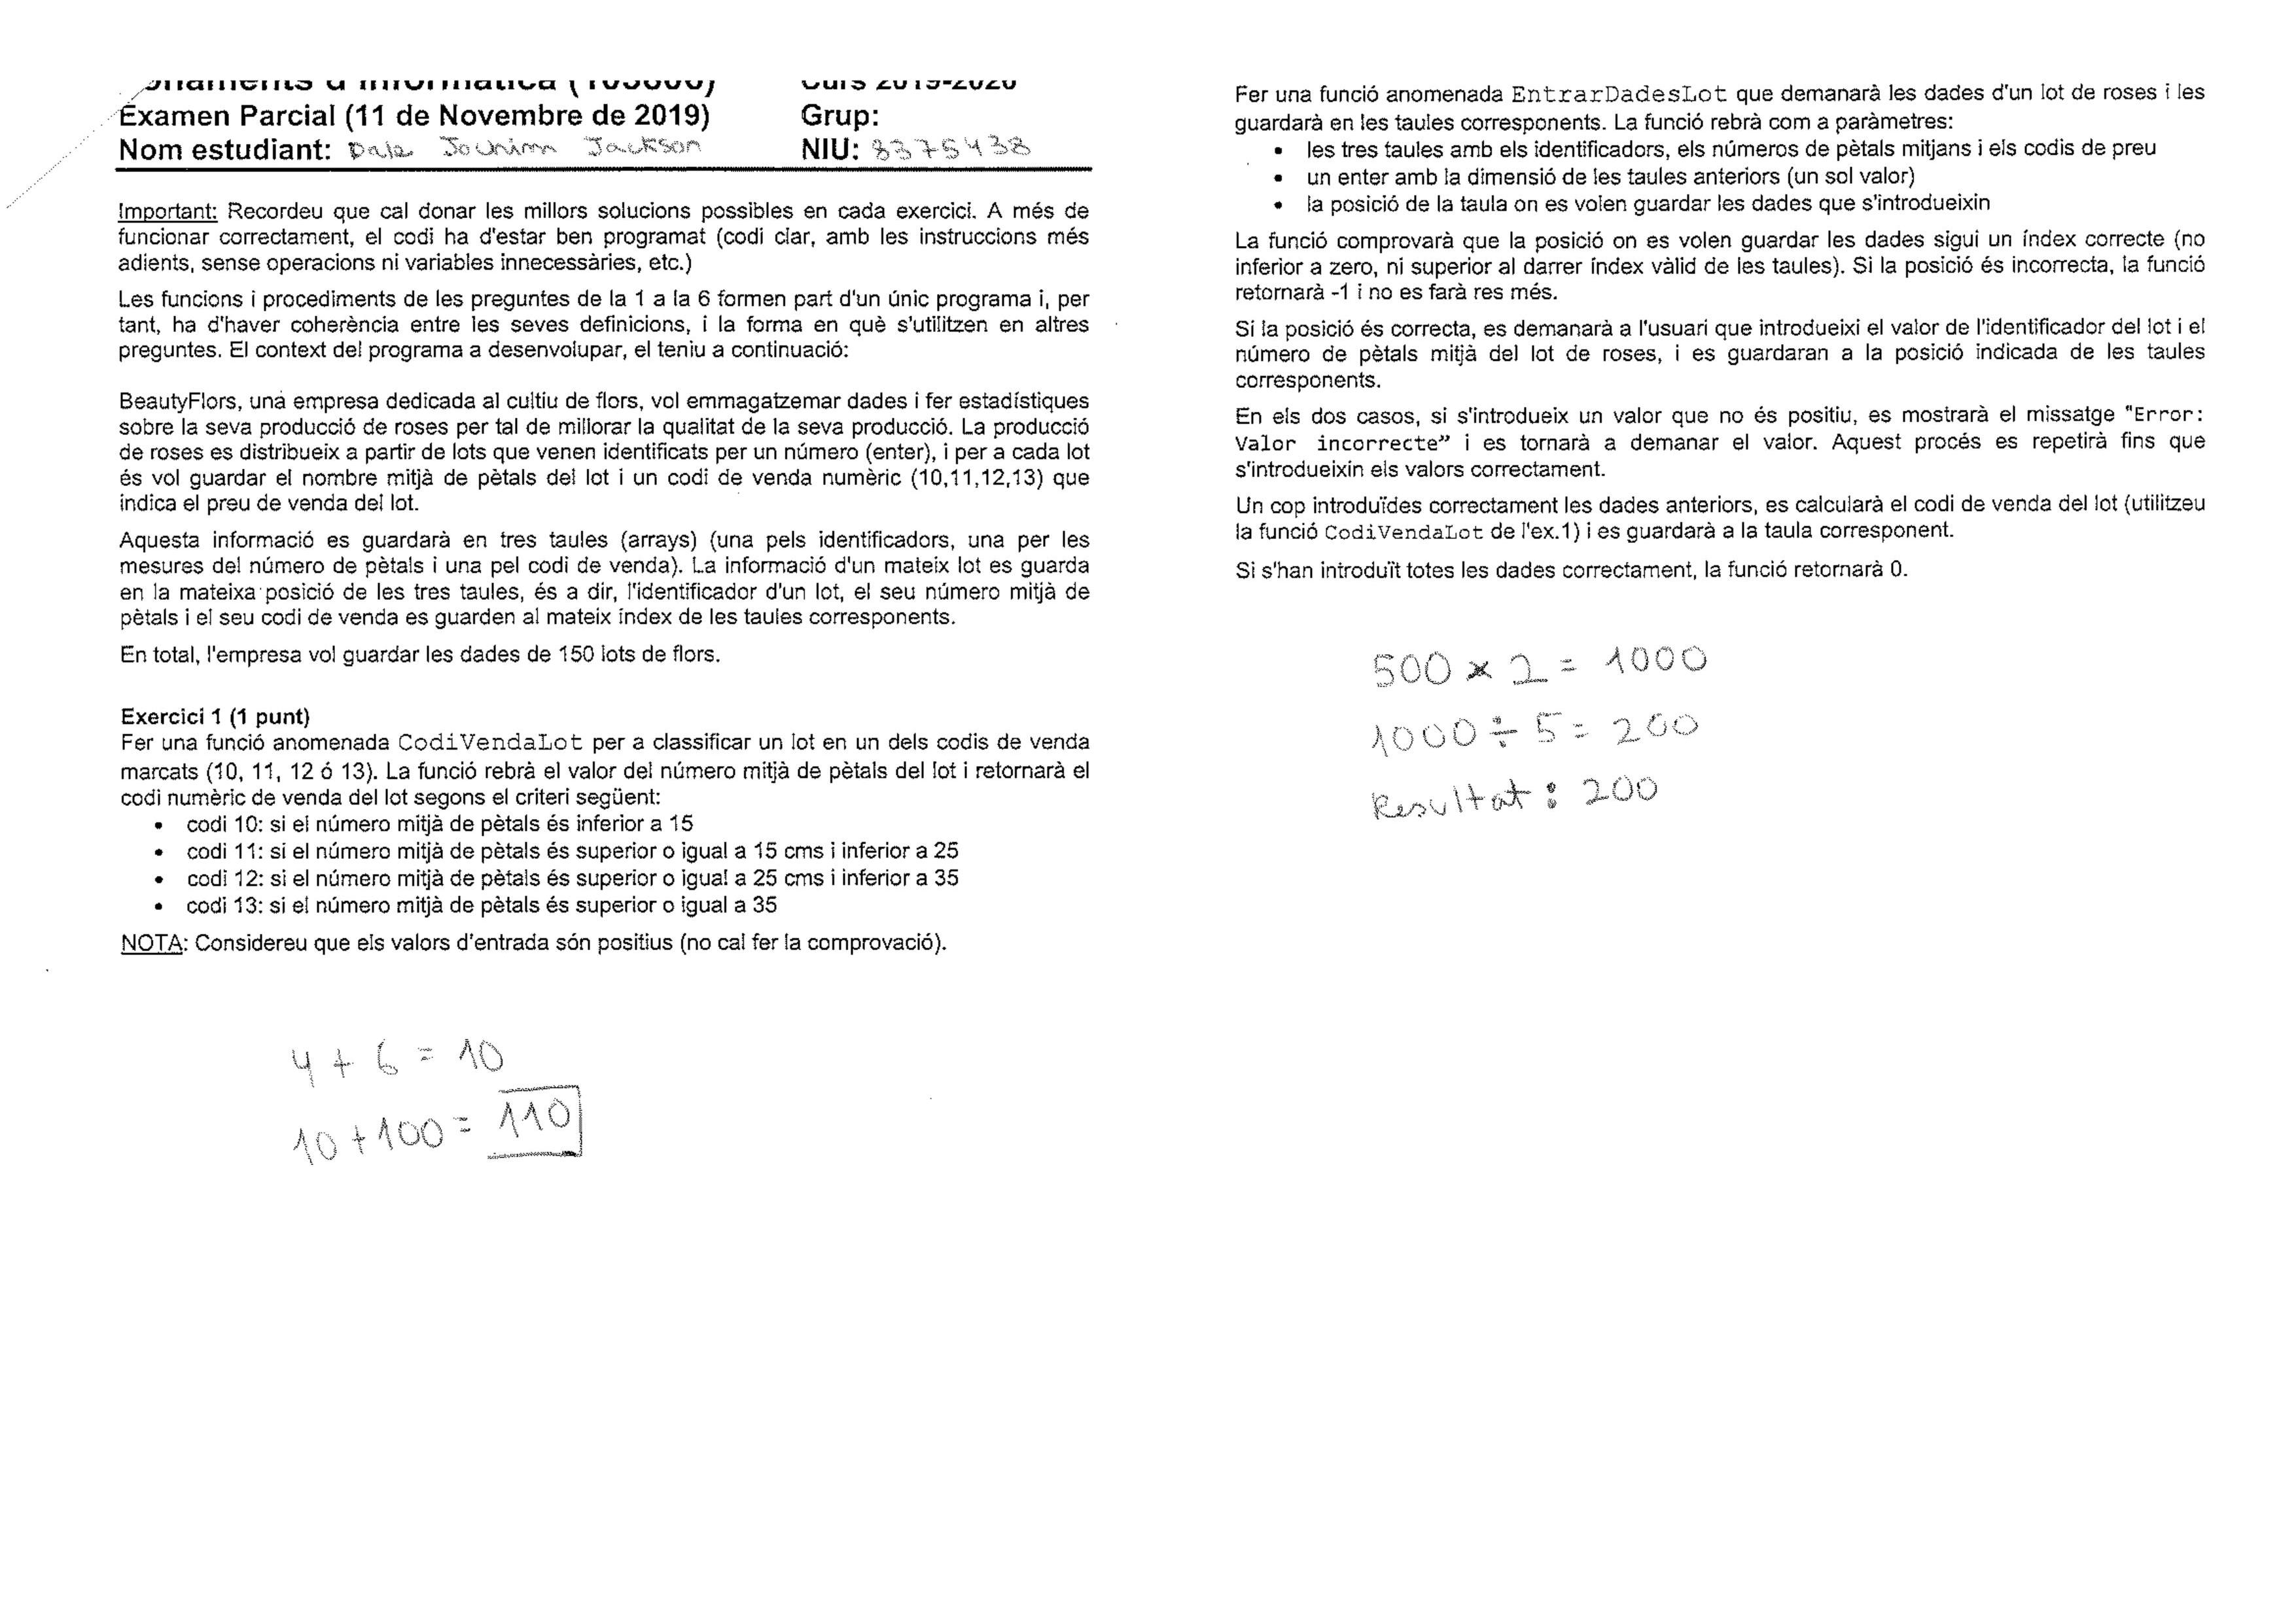 Examen Parcial (11 de Novembre de 2019) Grup:
Nom estudiant: Dale Jackson NIU: 8375438
Important: Recordeu que cal donar les millors solucions possibles en cada exercici. A més de
funcionar correctament, el codi ha d'estar ben programat (codi clar, amb les instruccions més
adients, sense operacions ni variables innecessàries, etc.)
Les funcions i procediments de les preguntes de la 1 a la 6 formen part d'un únic programa i, per
tant, ha d'haver coherència entre les seves definicions, i la forma en què s'utilitzen en altres
preguntes. El context del programa a desenvolupar, el teniu a continuació:
BeautyFlors, una empresa dedicada al cultiu de flors, vol emmagatzemar dades i fer estadístiques
sobre la seva producció de roses per tal de millorar la qualitat de la seva producció. La producció
de roses es distribueix a partir de lots que venen identificats per un número (enter), i per a cada lot
és vol guardar el nombre mitjà de pètals del lot i un codi de venda numèric (10,11,12,13) que
indica el preu de venda del lot.
Aquesta informació es guardarà en tres taules (arrays) (una pels identificadors, una per les
mesures del número de pètals i una pel codi de venda). La informació d'un mateix lot es guarda
en la mateixa posició de les tres taules, és a dir, l'identificador d'un lot, el seu número mitjà de
pètals i el seu codi de venda es guarden al mateix índex de les taules corresponents.
En total, l'empresa vol guardar les dades de 150 lots de flors.
Exercici 1 (1 punt)
Fer una funció anomenada CodiVendaLot per a classificar un lot en un dels codis de venda
marcats (10, 11, 12 ó 13). La funció rebrà el valor del número mitjà de pètals del lot i retornarà el
codi numèric de venda del lot segons el criteri següent:
• codi 10: si el número mitjà de pètals és inferior a 15
• codi 11: si el número mitjà de pètals és superior o igual a 15 cms i inferior a 25
• codi 12: si el número mitjà de pètals és superior o igual a 25 cms i inferior a 35
• codi 13: si el número mitjà de pètals és superior o igual a 35
NOTA: Considereu que els valors d'entrada són positius (no cal fer la comprovació).
4 + 6 = 10
10 + 100 = 110
Fer una funció anomenada EntrarDadesLot que demanarà les dades d'un lot de roses i les
guardarà en les taules corresponents. La funció rebrà com a paràmetres:
• les tres taules amb els identificadors, els números de pètals mitjans i els codis de preu
• un enter amb la dimensió de les taules anteriors (un sol valor)
• la posició de la taula on es volen guardar les dades que s'introdueixin
La funció comprovarà que la posició on es volen guardar les dades sigui un índex correcte (no
inferior a zero, ni superior al darrer índex vàlid de les taules). Si la posició és incorrecta, la funció
retornarà -1 i no es farà res més.
Si la posició és correcta, es demanarà a l'usuari que introdueixi el valor de l'identificador del lot i el
número de pètals mitjà del lot de roses, i es guardaran a la posició indicada de les taules
corresponents.
En els dos casos, si s'introdueix un valor que no és positiu, es mostrarà el missatge "Error:
Valor incorrecte” i es tornarà a demanar el valor. Aquest procés es repetirà fins que
s'introdueixin els valors correctament.
Un cop introduïdes correctament les dades anteriors, es calcularà el codi de venda del lot (utilitzeu
la funció CodiVendaLot de l'ex.1) i es guardarà a la taula corresponent.
Si s'han introduït totes les dades correctament, la funció retornarà 0.
500 × 2 = 1000
1000 ÷ 5 = 200
Resultat : 200